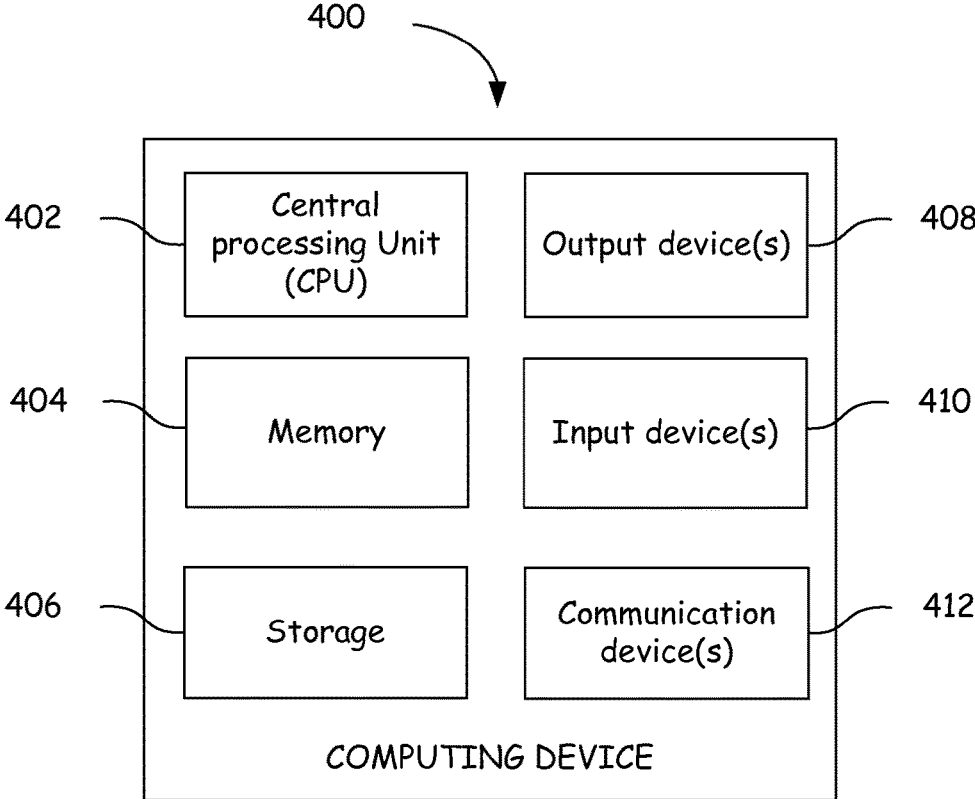 400
402
Central
processing Unit
(CPU)
Output device(s)
408
404
Memory
Input device(s)
410
406
Storage
Communication
device(s)
412
COMPUTING DEVICE